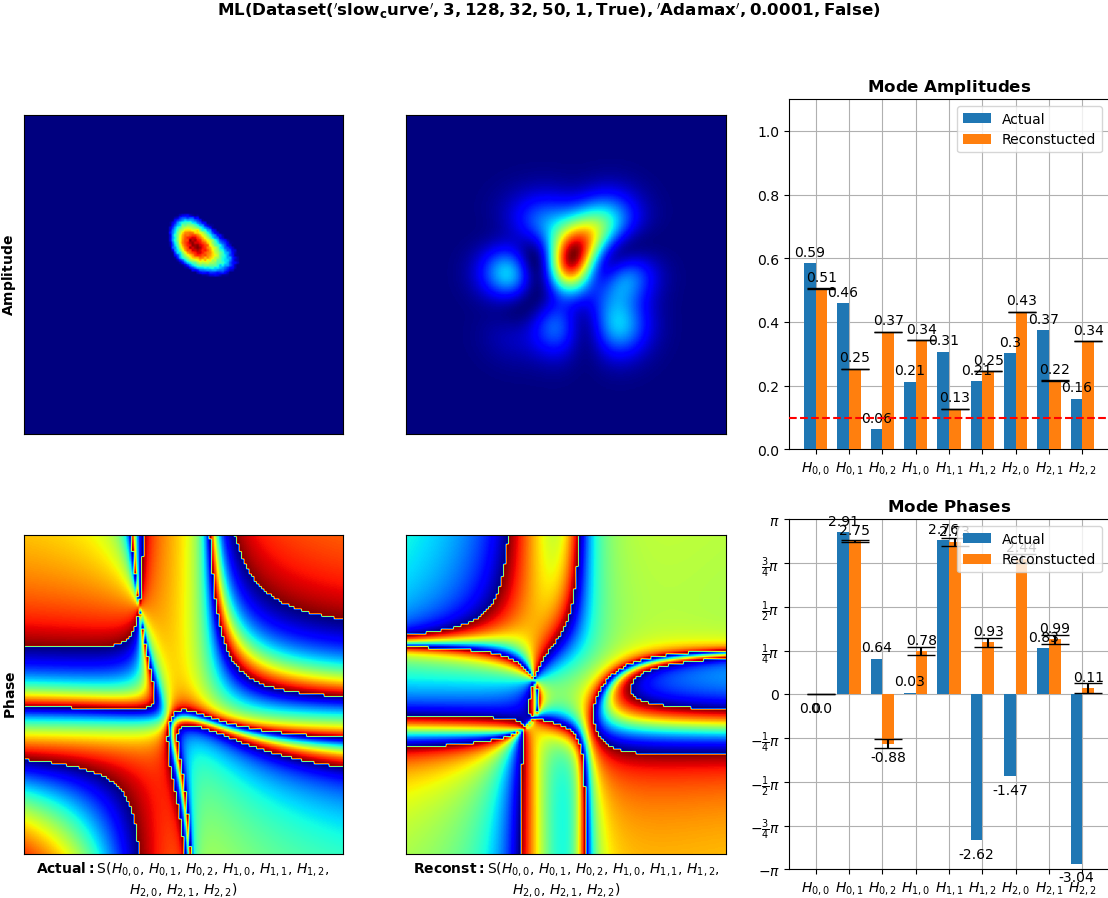 ML(Dataset('slow_curve', 3, 128, 32, 50, 1, True), 'Adamax', 0.0001, False)
Amplitude
Mode Amplitudes
Actual
Reconstucted
1.0
0.8
0.6
0.4
0.2
0.0
0.59
0.51
0.46
0.25
0.06
0.37
0.21
0.34
0.31
0.13
0.21
0.25
0.3
0.43
0.37
0.22
0.16
0.34
H0,0 H0,1 H0,2 H1,0 H1,1 H1,2 H2,0 H2,1 H2,2
Phase
Mode Phases
Actual
Reconstucted
π
3/4π
1/2π
1/4π
0
−1/4π
−1/2π
−3/4π
−π
0.0
0.0
2.91
2.75
0.64
-0.88
0.03
0.78
2.76
-2.62
0.93
-1.47
2.44
0.83
0.99
-3.04
0.11
H0,0 H0,1 H0,2 H1,0 H1,1 H1,2 H2,0 H2,1 H2,2
Actual: S(H0,0, H0,1, H0,2, H1,0, H1,1, H1,2,
H2,0, H2,1, H2,2)
Reconst: S(H0,0, H0,1, H0,2, H1,0, H1,1, H1,2,
H2,0, H2,1, H2,2)